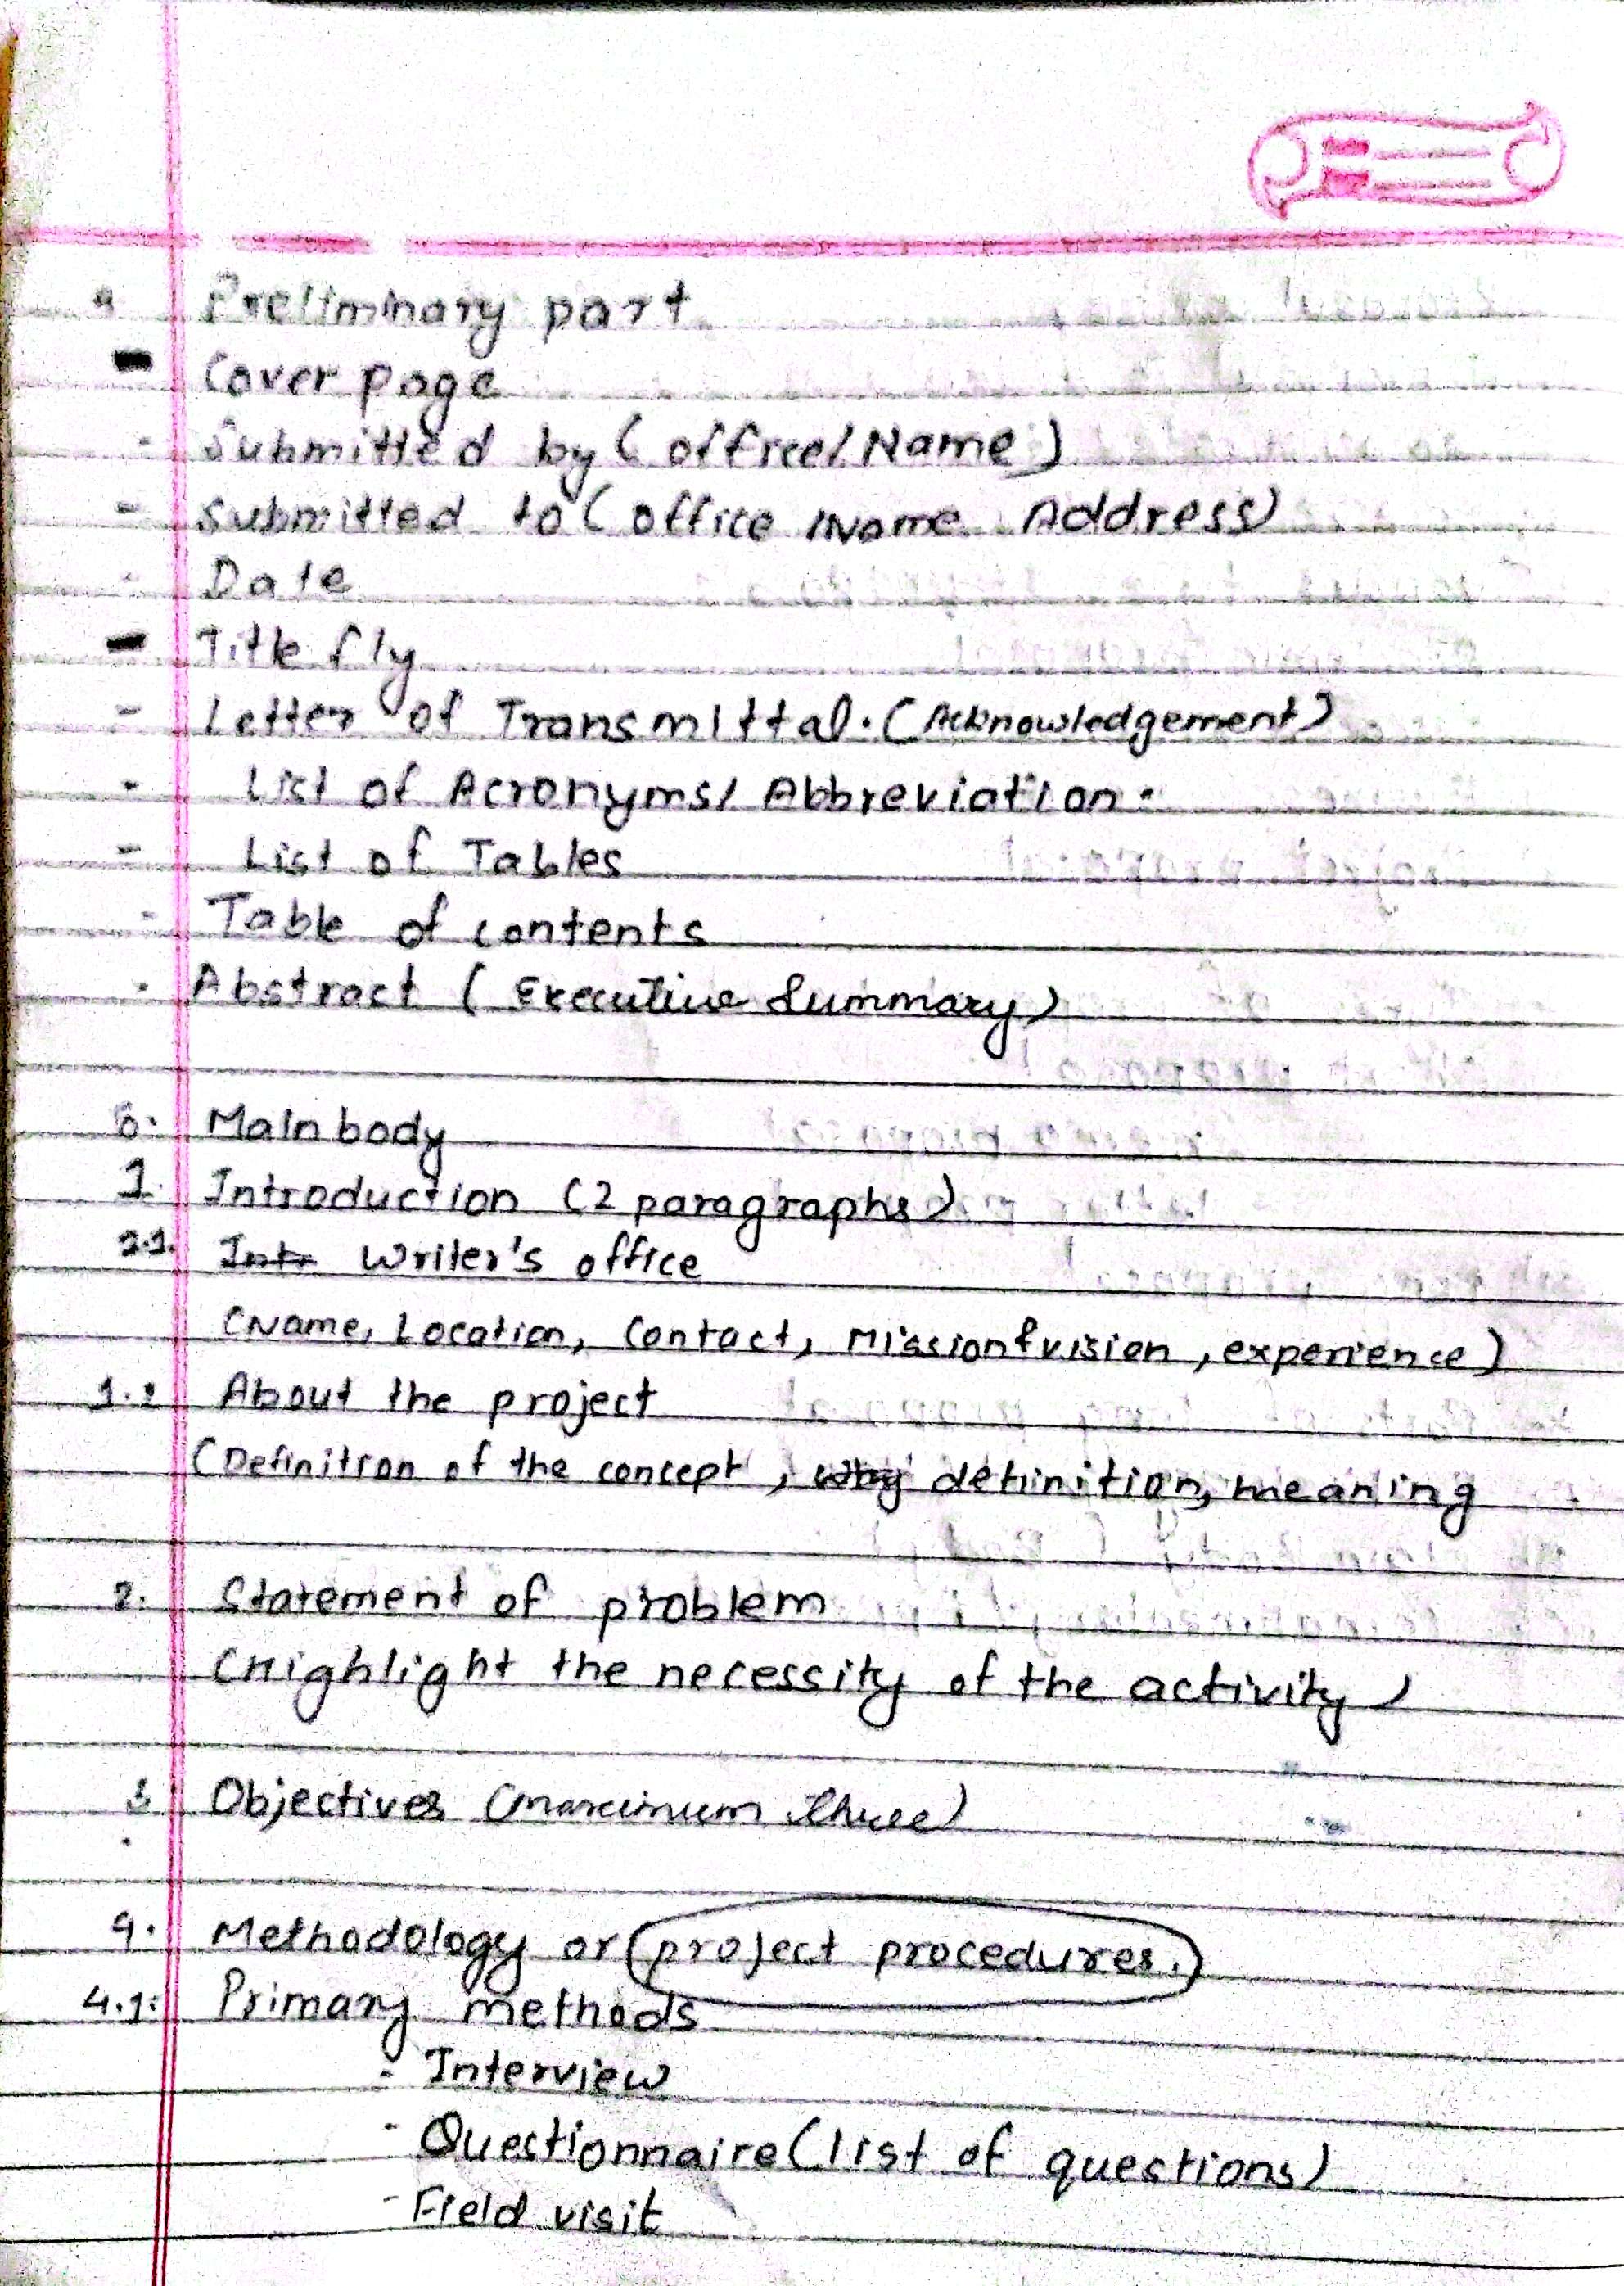 a Preliminary part
- Cover page
- Submitted by (office/Name)
- Submitted to (office Name Address)
- Date
- Title fly
- Letter of Transmittal. (Acknowledgement)
- List of Acronyms/ Abbreviation.
- List of Tables
- Table of contents
- Abstract (Executive Summary)
b. Main body
1. Introduction (2 paragraphs)
1.1. Intr Writer's office
(Name, Location, Contact, Mission & vision, experience)
1.2 About the project
(Definition of the concept, why definition, meaning
2. Statement of problem
(Highlight the necessity of the activity)
3. Objectives (maximum three)
4. Methodology or (project procedures.)
4.1: Primary methods
- Interview
- Questionnaire (list of questions)
- Field visit